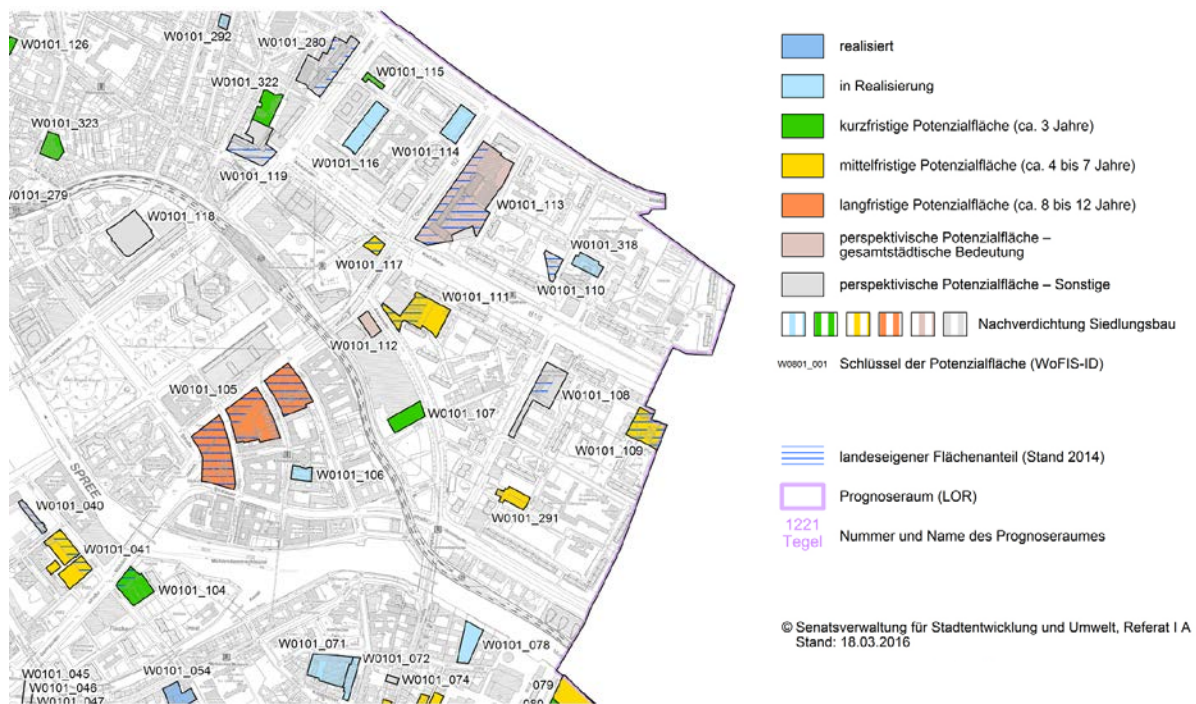 W0101_126
W0101_292
W0101_280
W0101_322
W0101_115
W0101_323
W0101_116
W0101_114
W0101_119
W0101_279
W0101_118
W0101_113
W0101_117
W0101_318
W0101_110
W0101_111
W0101_112
W0101_105
W0101_107
W0101_108
W0101_109
W0101_106
SPREE
W0101_040
W0101_291
W0101_041
W0101_104
W0101_071
W0101_072
W0101_078
W0101_054
W0101_074
W0101_045
W0101_046
W0101_047
079
080
realisiert
in Realisierung
kurzfristige Potenzialfläche (ca. 3 Jahre)
mittelfristige Potenzialfläche (ca. 4 bis 7 Jahre)
langfristige Potenzialfläche (ca. 8 bis 12 Jahre)
perspektivische Potenzialfläche –
gesamtstädtische Bedeutung
perspektivische Potenzialfläche – Sonstige
Nachverdichtung Siedlungsbau
W0801_001 Schlüssel der Potenzialfläche (WoFIS-ID)
landeseigener Flächenanteil (Stand 2014)
Prognoseraum (LOR)
1221
Tegel
Nummer und Name des Prognoseraumes
© Senatsverwaltung für Stadtentwicklung und Umwelt, Referat I A
Stand: 18.03.2016